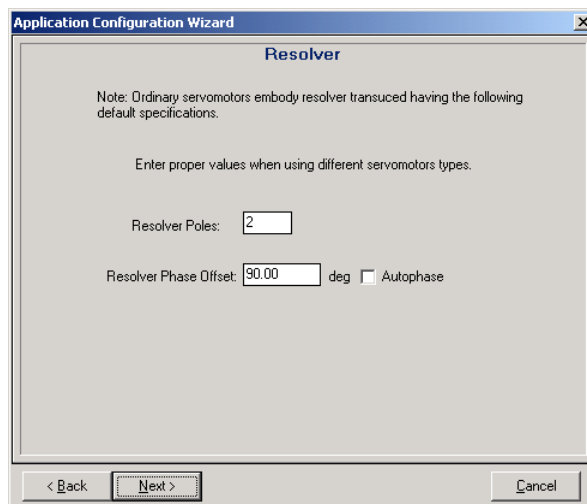 Application Configuration Wizard
Resolver
Note: Ordinary servomotors embody resolver transuced having the following
default specifications.
Enter proper values when using different servomotors types.
Resolver Poles: 2
Resolver Phase Offset: 90.00 deg Autophase
< Back Next > Cancel